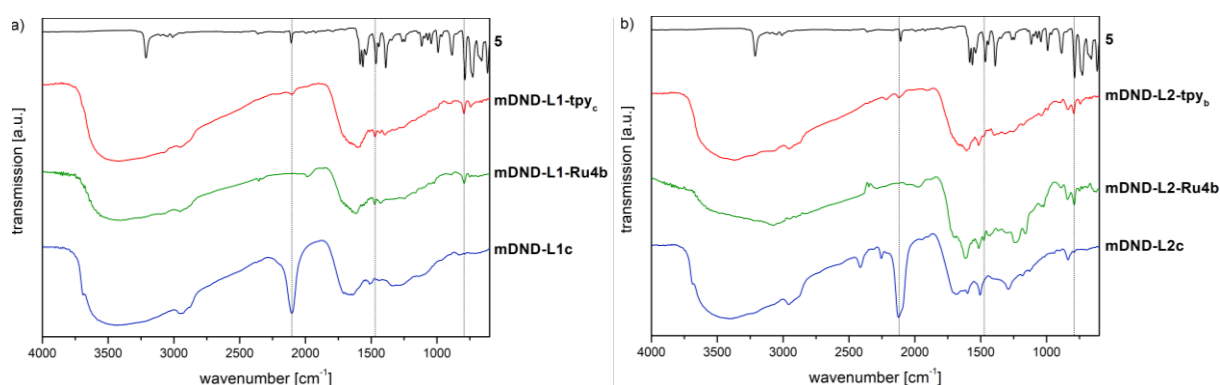 a)
transmission [a.u.]
5
mDND-L1-tpyc
mDND-L1-Ru4b
mDND-L1c
4000 3500 3000 2500 2000 1500 1000
wavenumber [cm-1]
b)
transmission [a.u.]
5
mDND-L2-tpyb
mDND-L2-Ru4b
mDND-L2c
4000 3500 3000 2500 2000 1500 1000
wavenumber [cm-1]